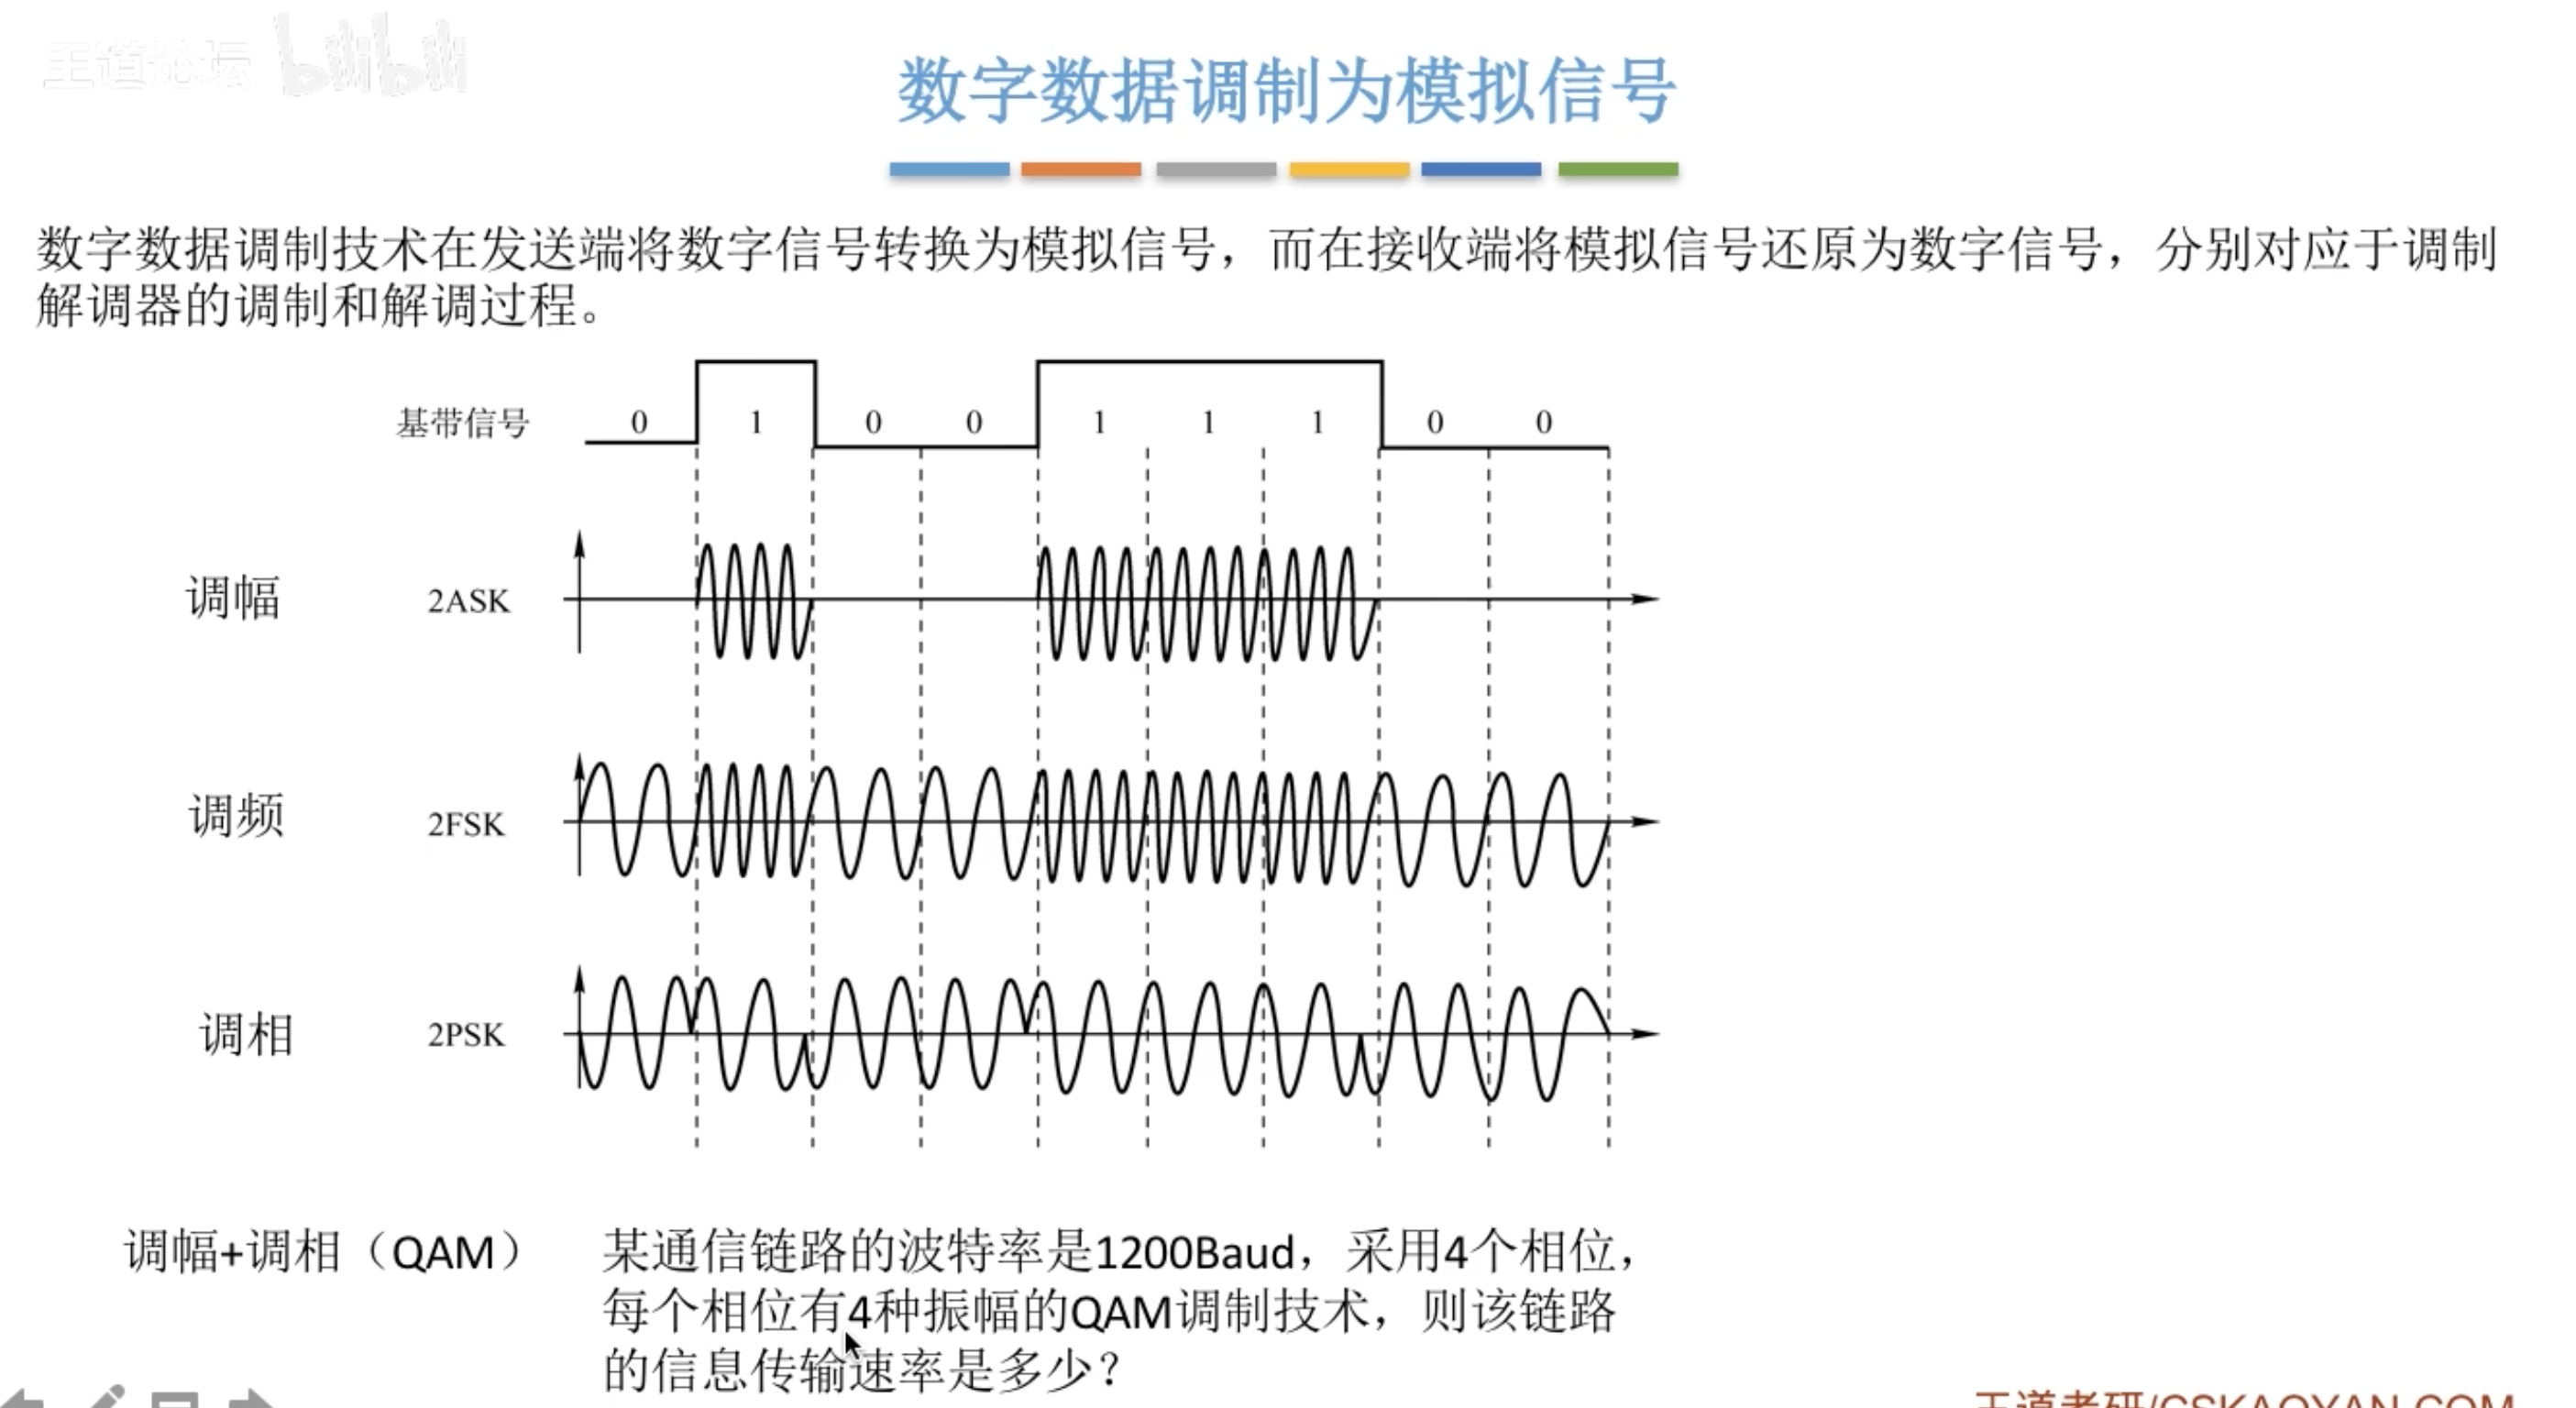 王道论坛 bilibili
数字数据调制为模拟信号
数字数据调制技术在发送端将数字信号转换为模拟信号，而在接收端将模拟信号还原为数字信号，分别对应于调制
解调器的调制和解调过程。
基带信号 0 1 0 0 1 1 1 0 0
调幅 2ASK
调频 2FSK
调相 2PSK
调幅+调相（QAM） 某通信链路的波特率是1200Baud，采用4个相位，
每个相位有4种振幅的QAM调制技术，则该链路
的信息传输速率是多少？
王道考研/CSKAOYAN.COM